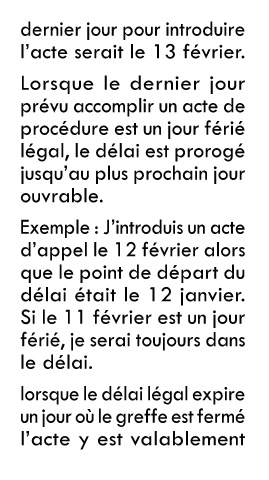 dernier jour pour introduire
l'acte serait le 13 février.
Lorsque le dernier jour
prévu accomplir un acte de
procédure est un jour férié
légal, le délai est prorogé
jusqu'au plus prochain jour
ouvrable.
Exemple : J'introduis un acte
d'appel le 12 février alors
que le point de départ du
délai était le 12 janvier.
Si le 11 février est un jour
férié, je serai toujours dans
le délai.
lorsque le délai légal expire
un jour où le greffe est fermé
l'acte y est valablement